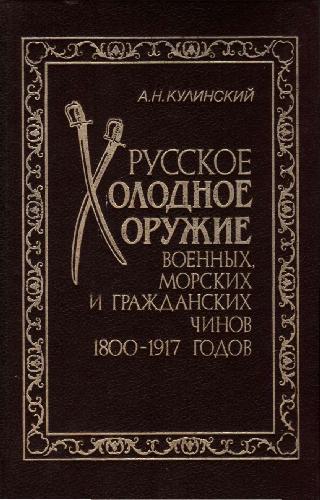 А.Н.КУЛИНСКИЙ
РУССКОЕ
ХОЛОДНОЕ
ОРУЖИЕ
ВОЕННЫХ,
МОРСКИХ
И ГРАЖДАНСКИХ
ЧИНОВ
1800-1917 ГОДОВ